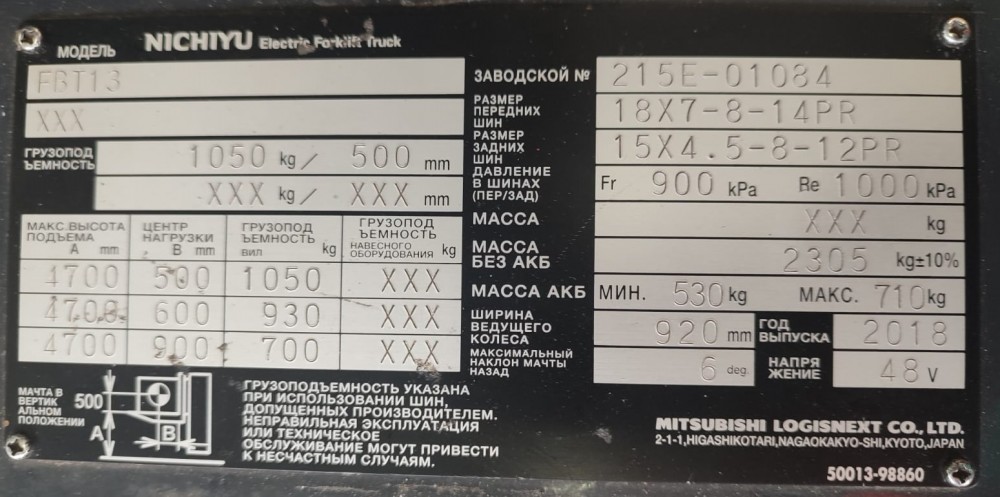 МОДЕЛЬ NICHIYU Electric Forklift Truck
FBT13
XXX
ГРУЗОПОД
ЪЕМНОСТЬ
1050 kg/ 500 mm
XXX kg/ XXX mm
МАКС.ВЫСОТА
ПОДЪЕМА
A mm
ЦЕНТР
НАГРУЗКИ
B mm
ГРУЗОПОД
ЪЕМНОСТЬ
ВИЛ kg
ГРУЗОПОД
ЪЕМНОСТЬ
НАВЕСНОГО
ОБОРУДОВАНИЯ kg
4700 500 1050 XXX
4700 600 930 XXX
4700 900 700 XXX
МАЧТА В
ВЕРТИК
АЛЬНОМ
ПОЛОЖЕНИИ
500
A
B
ГРУЗОПОДЪЕМНОСТЬ УКАЗАНА
ПРИ ИСПОЛЬЗОВАНИИ ШИН,
ДОПУЩЕННЫХ ПРОИЗВОДИТЕЛЕМ.
НЕПРАВИЛЬНАЯ ЭКСПЛУАТАЦИЯ
ИЛИ ТЕХНИЧЕСКОЕ
ОБСЛУЖИВАНИЕ МОГУТ ПРИВЕСТИ
К НЕСЧАСТНЫМ СЛУЧАЯМ.
ЗАВОДСКОЙ № 215E-01084
РАЗМЕР
ПЕРЕДНИХ
ШИН
18X7-8-14PR
РАЗМЕР
ЗАДНИХ
ШИН
15X4.5-8-12PR
ДАВЛЕНИЕ
В ШИНАХ
(ПЕР/ЗАД)
Fr 900 kPa Re 1000 kPa
МАССА XXX kg
МАССА
БЕЗ АКБ
2305 kg±10%
МАССА АКБ МИН. 530 kg МАКС. 710 kg
ШИРИНА
ВЕДУЩЕГО
КОЛЕСА
920 mm
ГОД
ВЫПУСКА
2018
МАКСИМАЛЬНЫЙ
НАКЛОН МАЧТЫ
НАЗАД
6 deg.
НАПРЯ
ЖЕНИЕ
48 V
MITSUBISHI LOGISNEXT CO., LTD.
2-1-1,HIGASHIKOTARI,NAGAOKAKYO-SHI,KYOTO,JAPAN
50013-98860